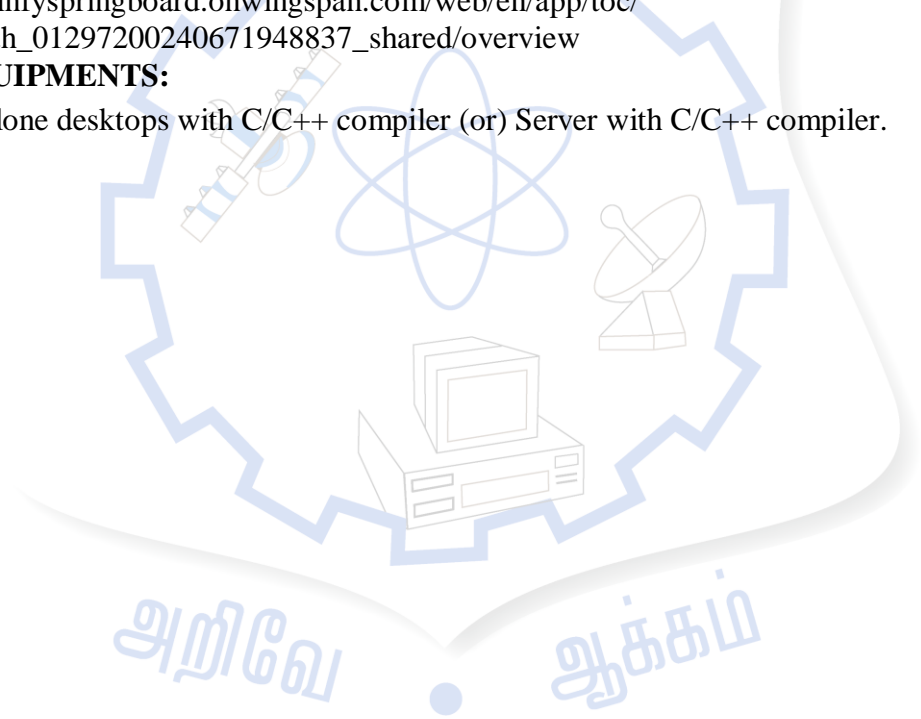 springboard.onwingspan.com/web/en/app/toc/
h_01297200240671948837_shared/overview
UIPMENTS:
lone desktops with C/C++ compiler (or) Server with C/C++ compiler.
அறிவே ஆக்கம்